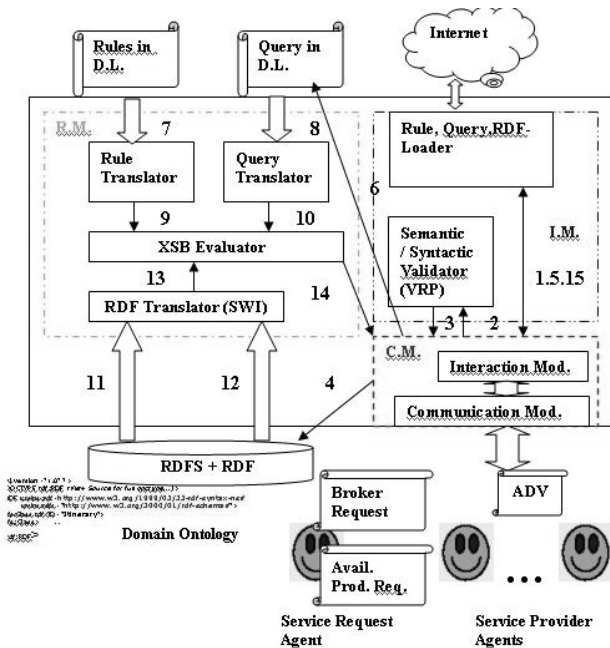 Rules in
D.L.
Query in
D.L.
Internet
R.M.
7
8
Rule, Query,RDF-
Loader
Rule
Translator
Query
Translator
6
9
10
Semantic
/ Syntactic
Validator
(VRP)
I.M.
1.5.15
XSB Evaluator
13
14
RDF Translator (SWI)
3
2
C.M.
Interaction Mod.
11
12
4
Communication Mod.
RDFS + RDF
Broker
Request
ADV
Domain Ontology
Avail.
Prod. Req.
...
Service Request
Agent
Service Provider
Agents